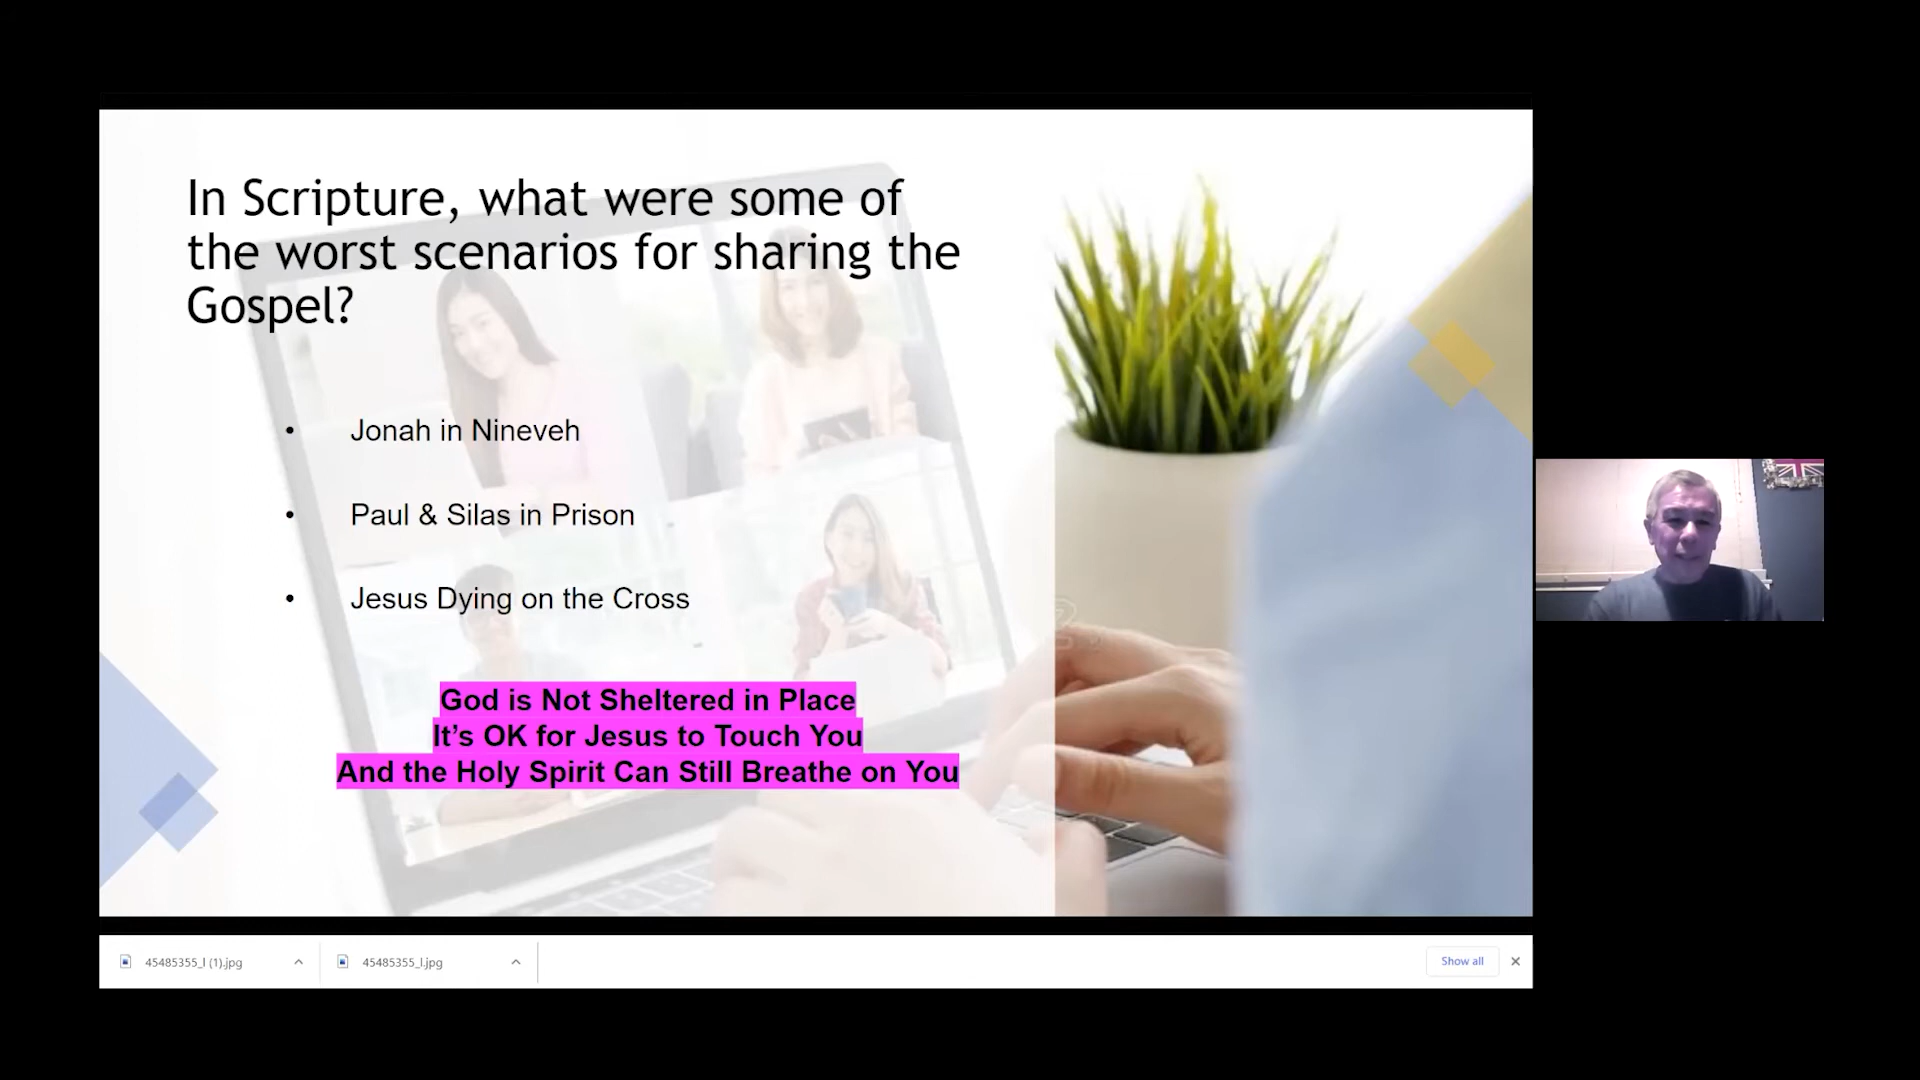 In Scripture, what were some of
the worst scenarios for sharing the
Gospel?
• Jonah in Nineveh
• Paul & Silas in Prison
• Jesus Dying on the Cross
God is Not Sheltered in Place
It’s OK for Jesus to Touch You
And the Holy Spirit Can Still Breathe on You
45485355_l (1).jpg
45485355_l.jpg
Show all